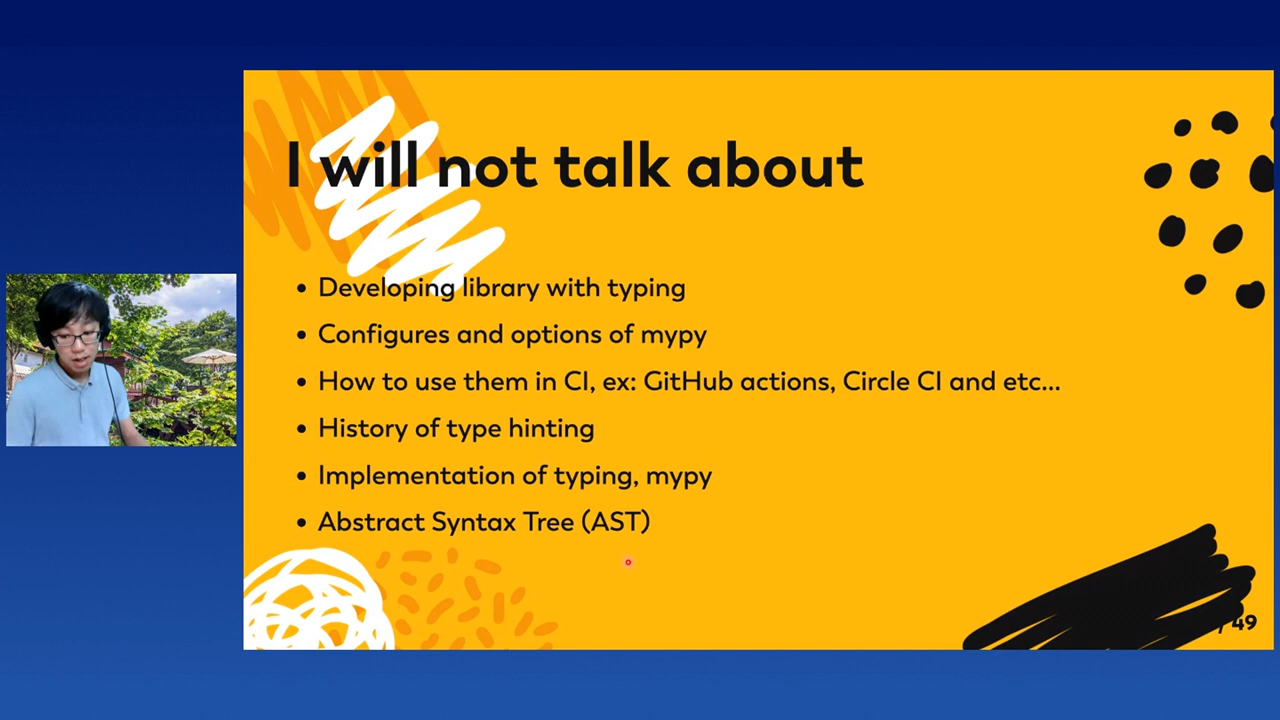 I will not talk about
• Developing library with typing
• Configures and options of mypy
• How to use them in CI, ex: GitHub actions, Circle CI and etc...
• History of type hinting
• Implementation of typing, mypy
• Abstract Syntax Tree (AST)
/ 49